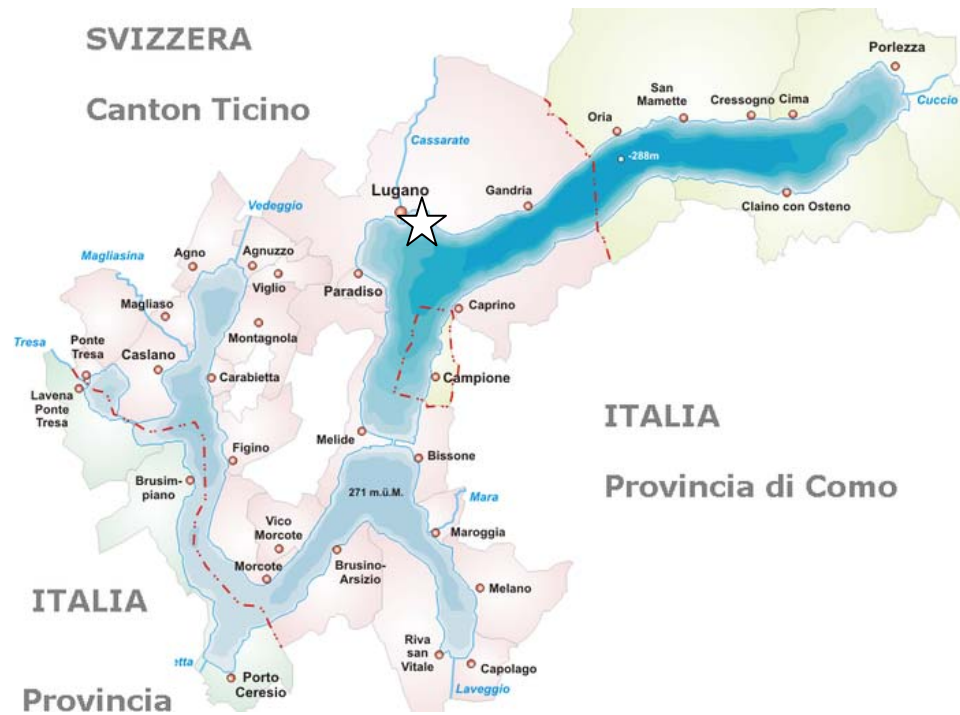 SVIZZERA
Canton Ticino
Porlezza
Cuccio
San
Mamette
Cressogno
Cima
Oria
-288m
Claino con Osteno
Cassarate
Lugano
Gandria
Vedeggio
Magliasina
Agno
Agnuzzo
Viglio
Paradiso
Caprino
Magliaso
Montagnola
Tresa
Ponte
Tresa
Caslano
Carabietta
Campione
Lavena
Ponte
Tresa
ITALIA
Provincia di Como
Melide
Bissone
Figino
Brusim-
piano
271 m.ü.M.
Mara
Maroggia
Vico
Morcote
Morcote
Brusino-
Arsizio
Melano
ITALIA
Provincia
Riva
san
Vitale
Capolago
Laveggio
etta
Porto
Ceresio